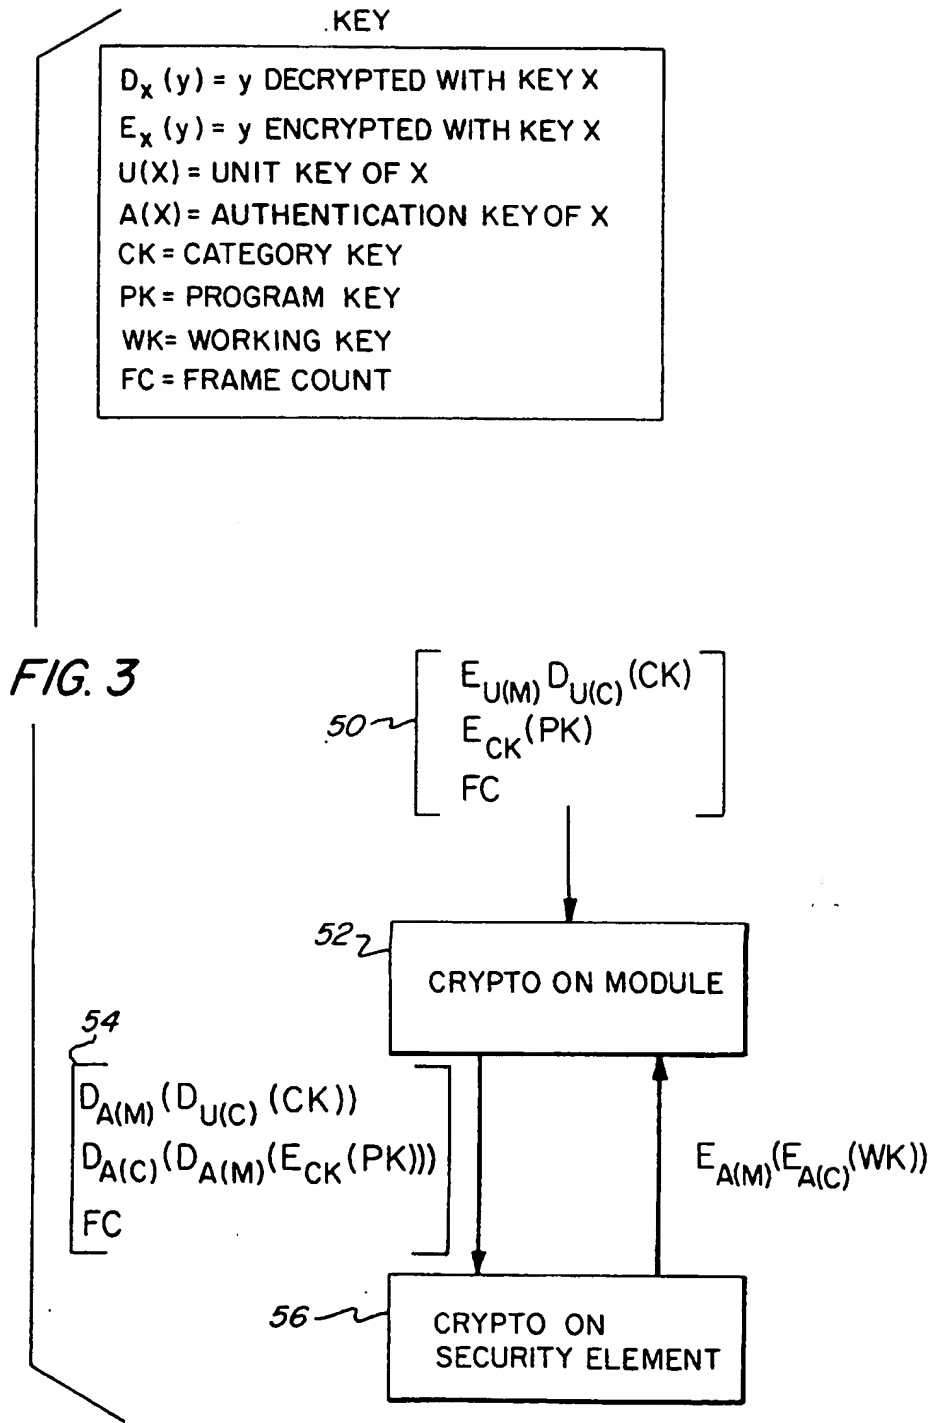 KEY
Dx (y) = y DECRYPTED WITH KEY X
Ex (y) = y ENCRYPTED WITH KEY X
U(X) = UNIT KEY OF X
A(X) = AUTHENTICATION KEY OF X
CK = CATEGORY KEY
PK = PROGRAM KEY
WK= WORKING KEY
FC = FRAME COUNT
FIG. 3
50
EU(M) DU(C) (CK)
ECK (PK)
FC
52
CRYPTO ON MODULE
54
DA(M) (DU(C) (CK))
DA(C) (DA(M) (ECK (PK)))
FC
EA(M) (EA(C) (WK))
56
CRYPTO ON
SECURITY ELEMENT